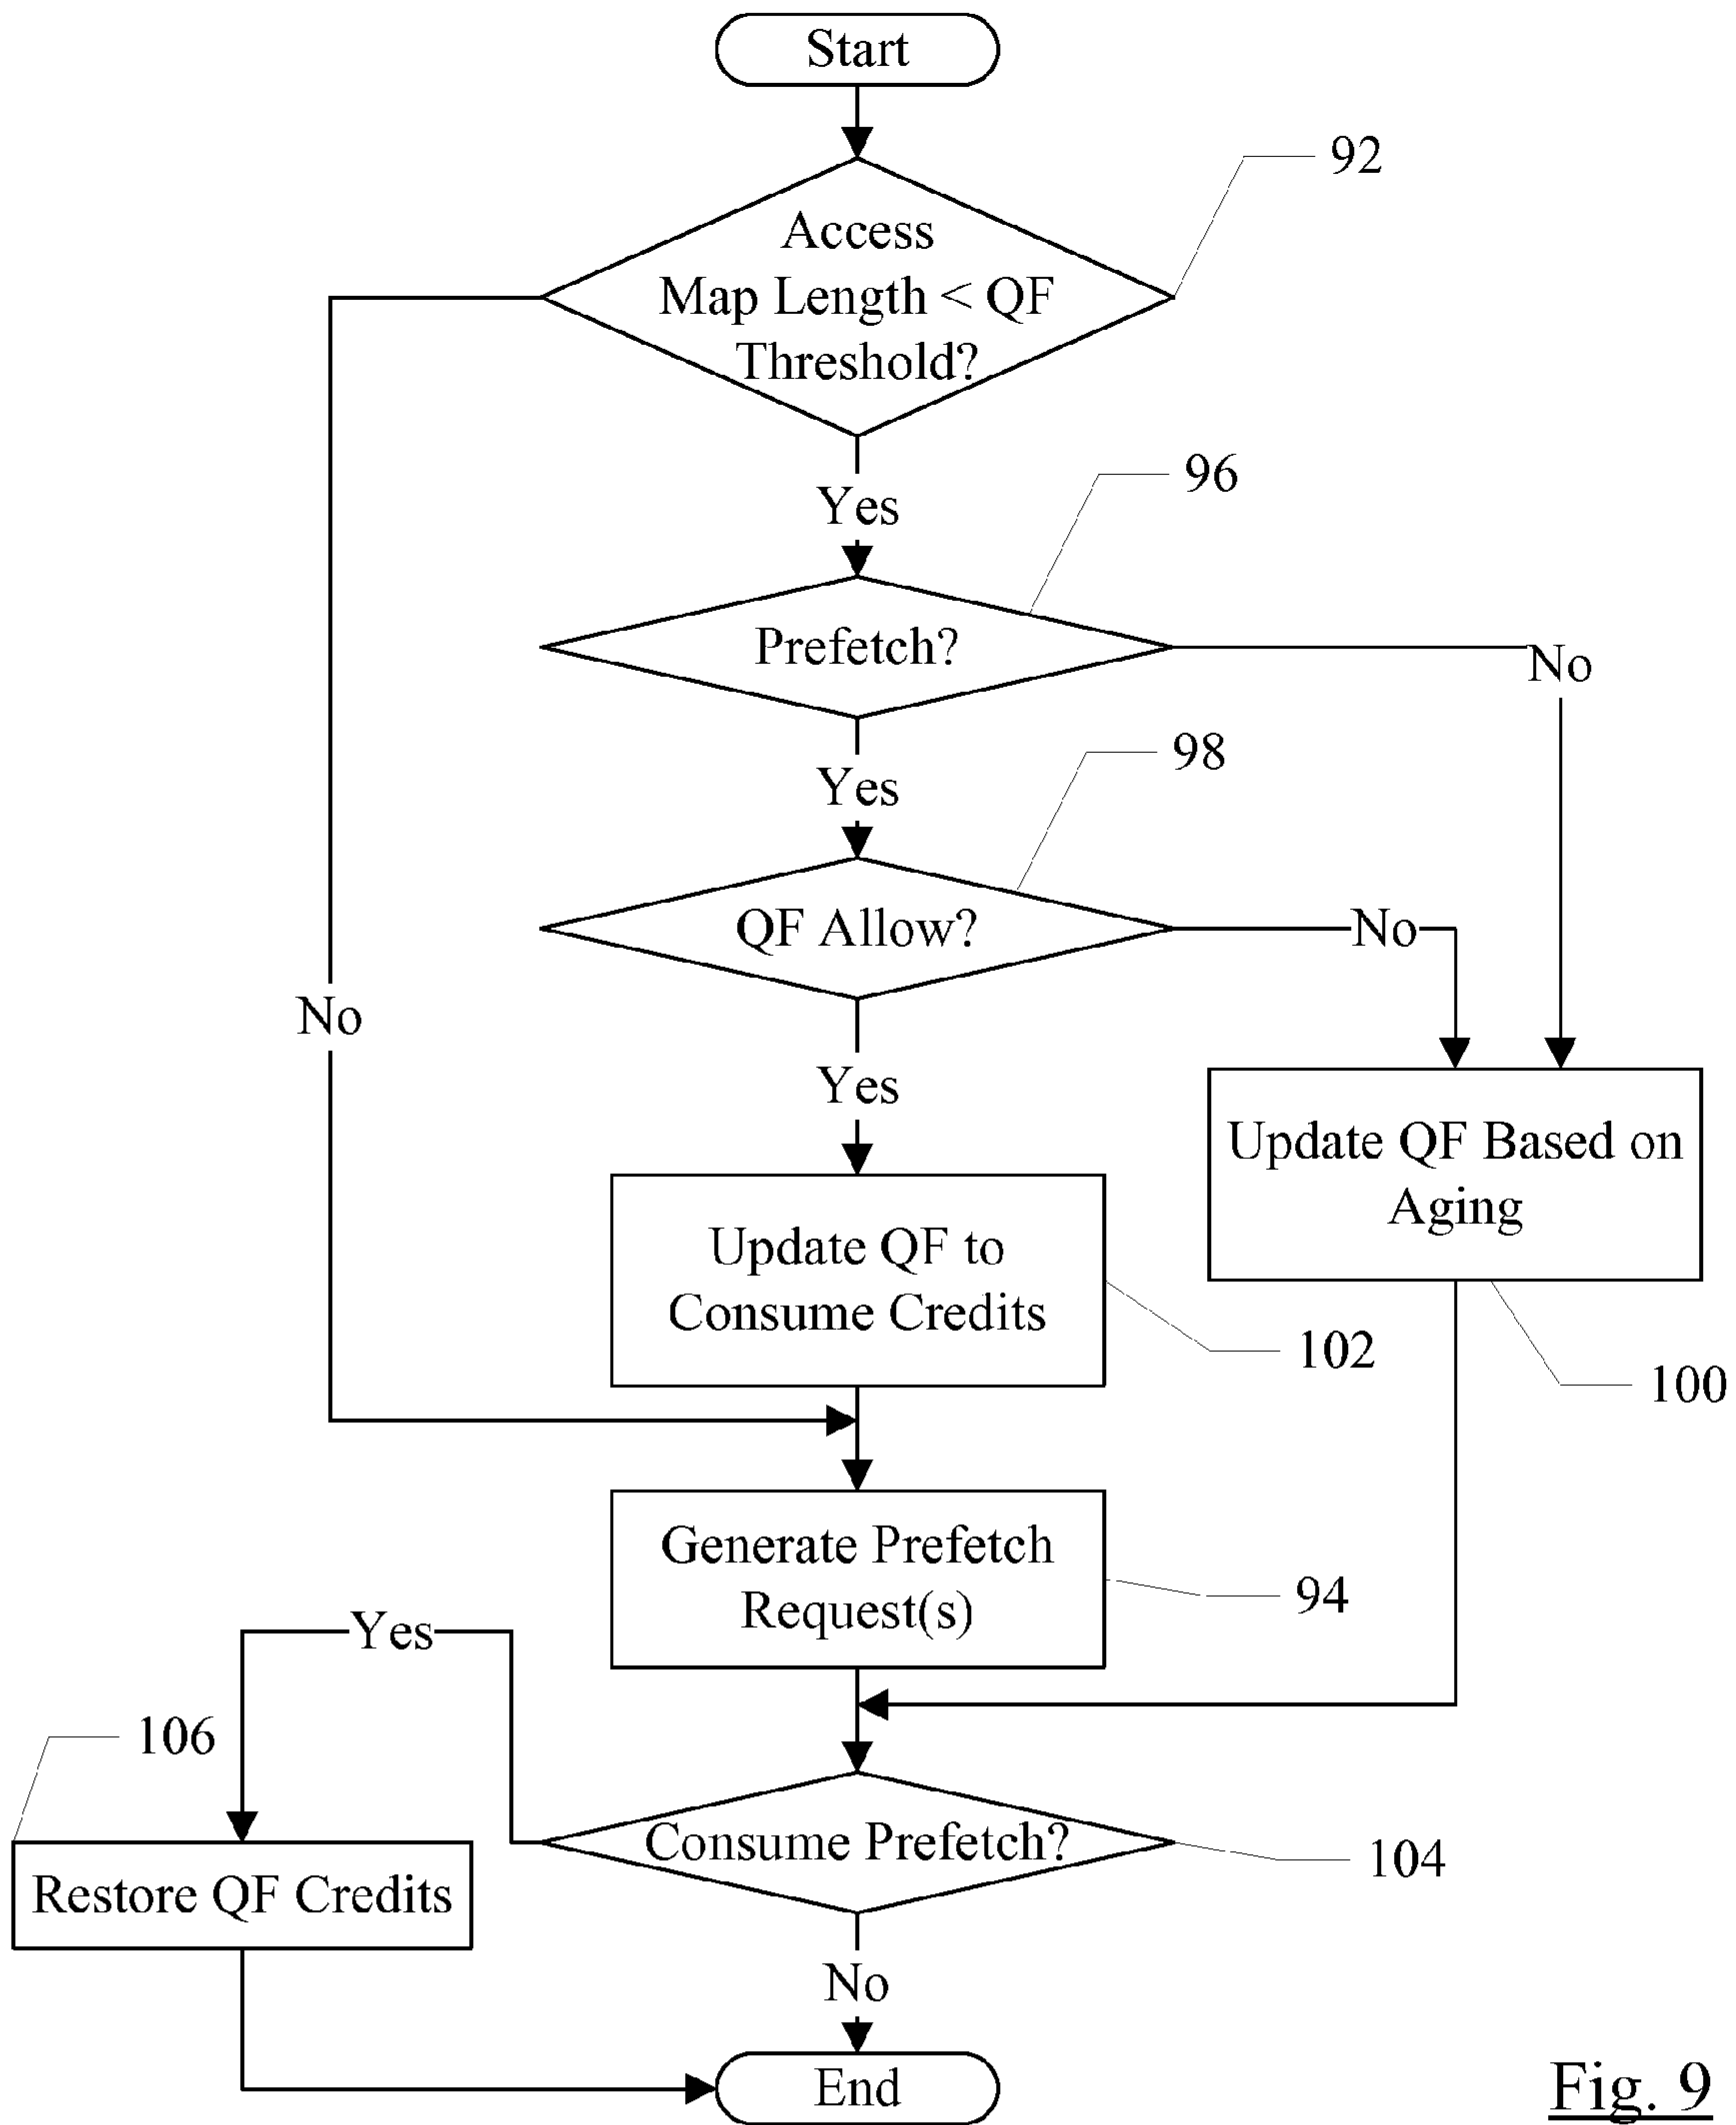 Start
92
Access
Map Length < QF
Threshold?
96
Yes
Prefetch?
No
98
Yes
QF Allow?
No
No
Yes
Update QF Based on
Aging
Update QF to
Consume Credits
102
100
Generate Prefetch
Request(s)
94
Yes
106
Consume Prefetch?
104
Restore QF Credits
No
End
Fig. 9